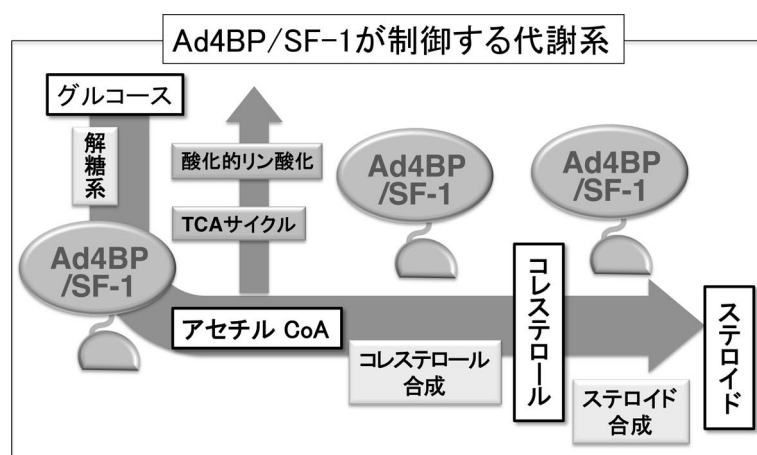 Ad4BP/SF-1が制御する代謝系
グルコース
解糖系
酸化的リン酸化
TCAサイクル
Ad4BP
/SF-1
Ad4BP
/SF-1
Ad4BP
/SF-1
アセチル CoA
コレステロール
合成
コレステロール
ステロイド
合成
ステロイド